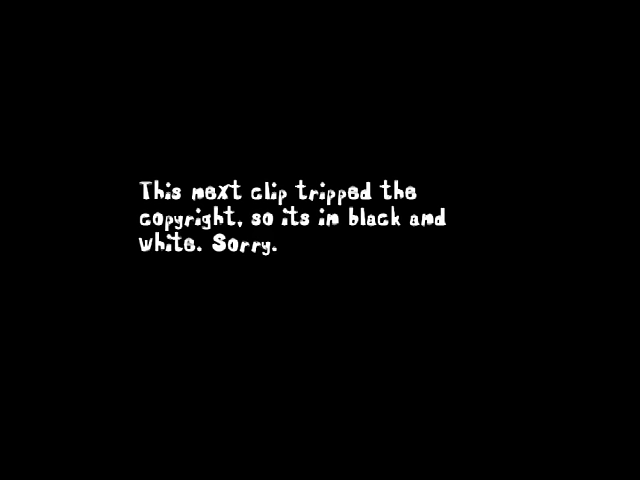 This next clip tripped the
copyright, so its in black and
white. Sorry.